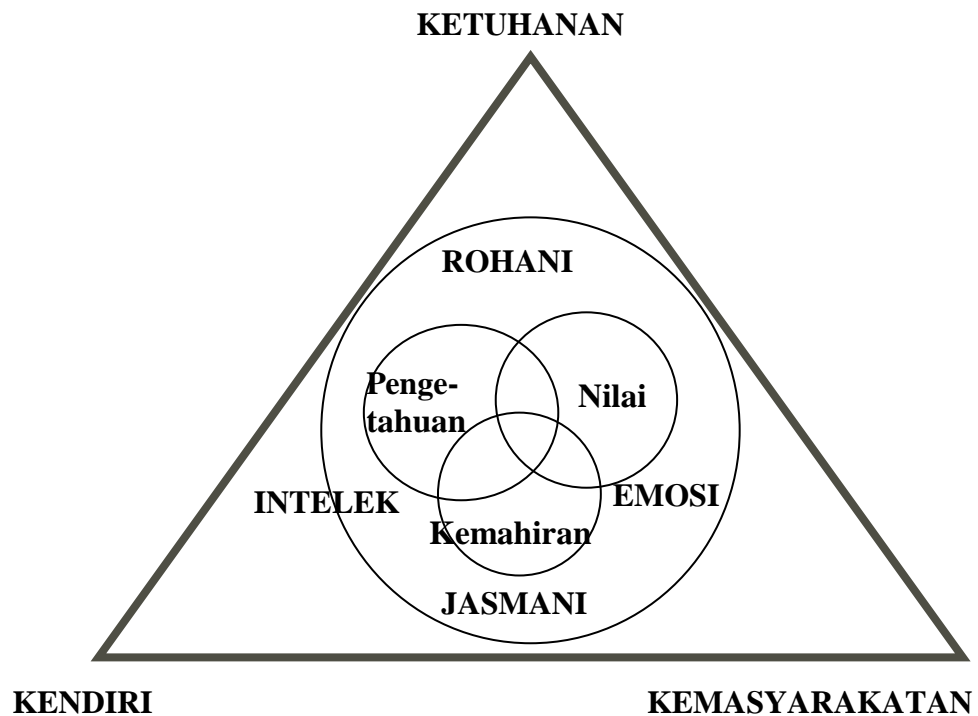 KETUHANAN
ROHANI
Penge-
tahuan
Nilai
INTELEK
EMOSI
Kemahiran
JASMANI
KENDIRI
KEMASYARAKATAN